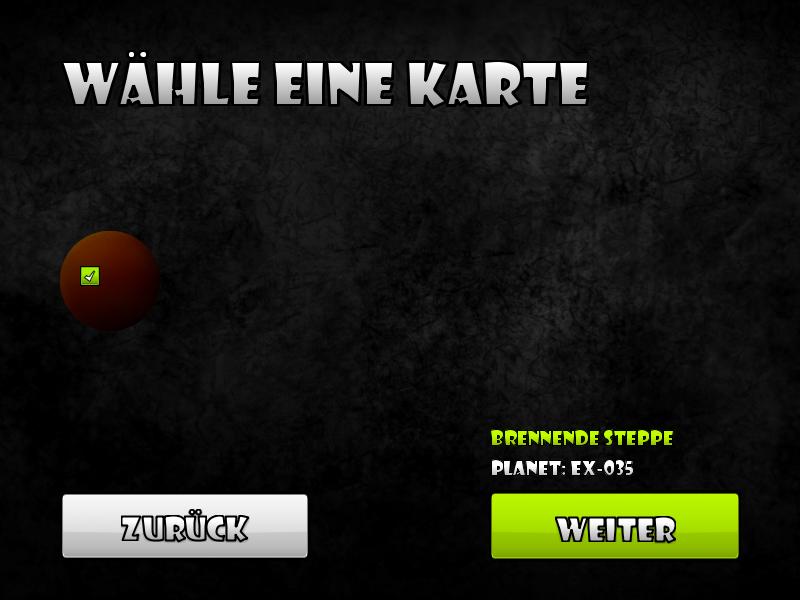 WÄHLE EINE KARTE
BRENNENDE STEPPE
PLANET: EX-035
ZURÜCK
WEITER